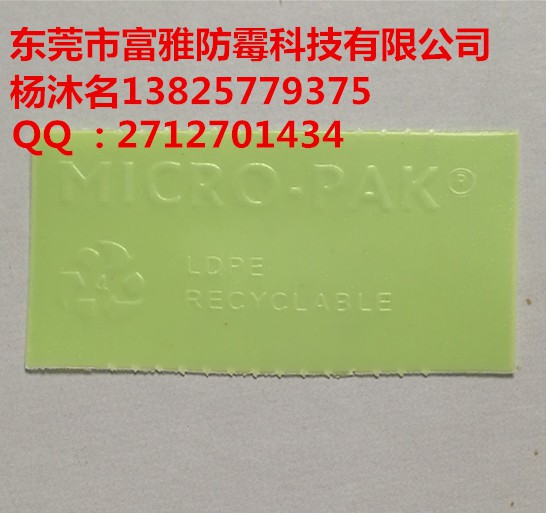 东莞市富雅防霉科技有限公司
杨沐名13825779375
QQ ：2712701434
MICRO-PAK®
4
LDPE
RECYCLABLE